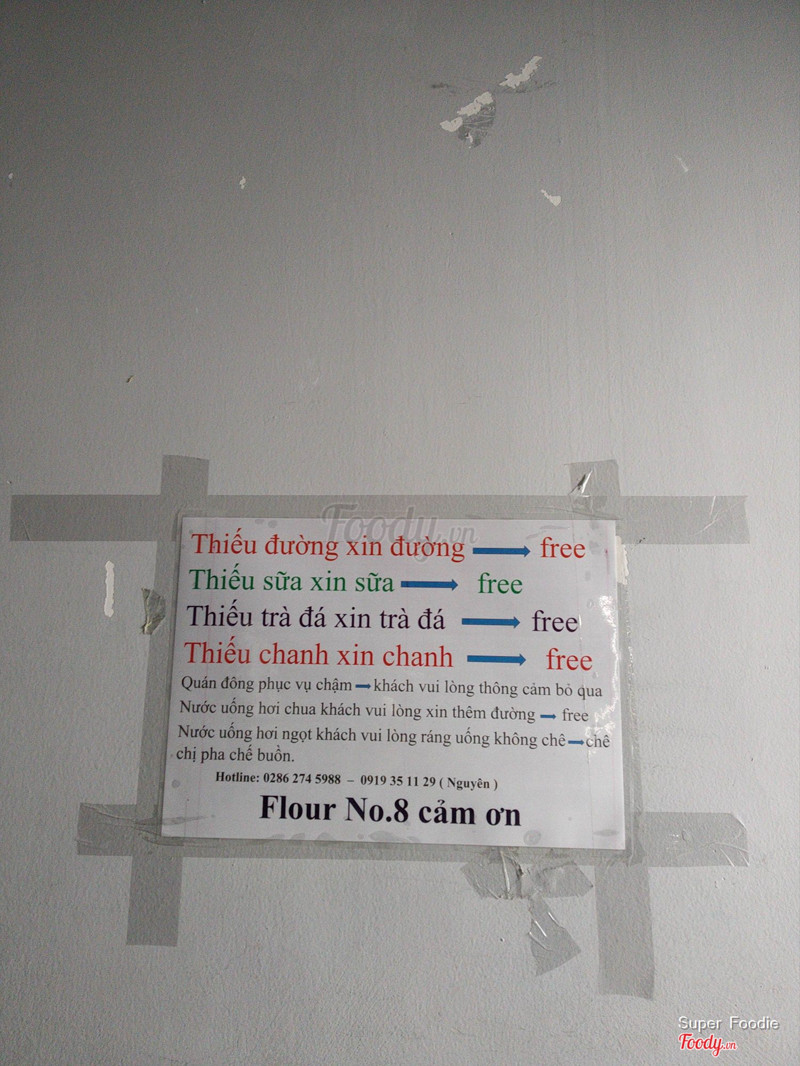 Foody.vn
Thiếu đường xin đường → free
Thiếu sữa xin sữa → free
Thiếu trà đá xin trà đá → free
Thiếu chanh xin chanh → free
Quán đông phục vụ chậm → khách vui lòng thông cảm bỏ qua
Nước uống hơi chua khách vui lòng xin thêm đường → free
Nước uống hơi ngọt khách vui lòng ráng uống không chê → chê
chị pha chế buồn.
Hotline: 0286 274 5988 – 0919 35 11 29 ( Nguyên )
Flour No.8 cảm ơn
Super Foodie
Foody.vn